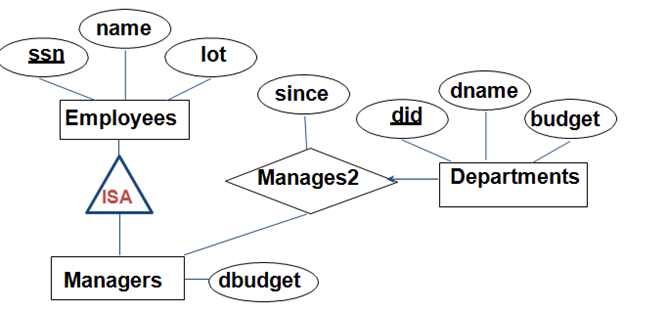 name
ssn
lot
since
dname
did
budget
Employees
Manages2
Departments
ISA
Managers
dbudget